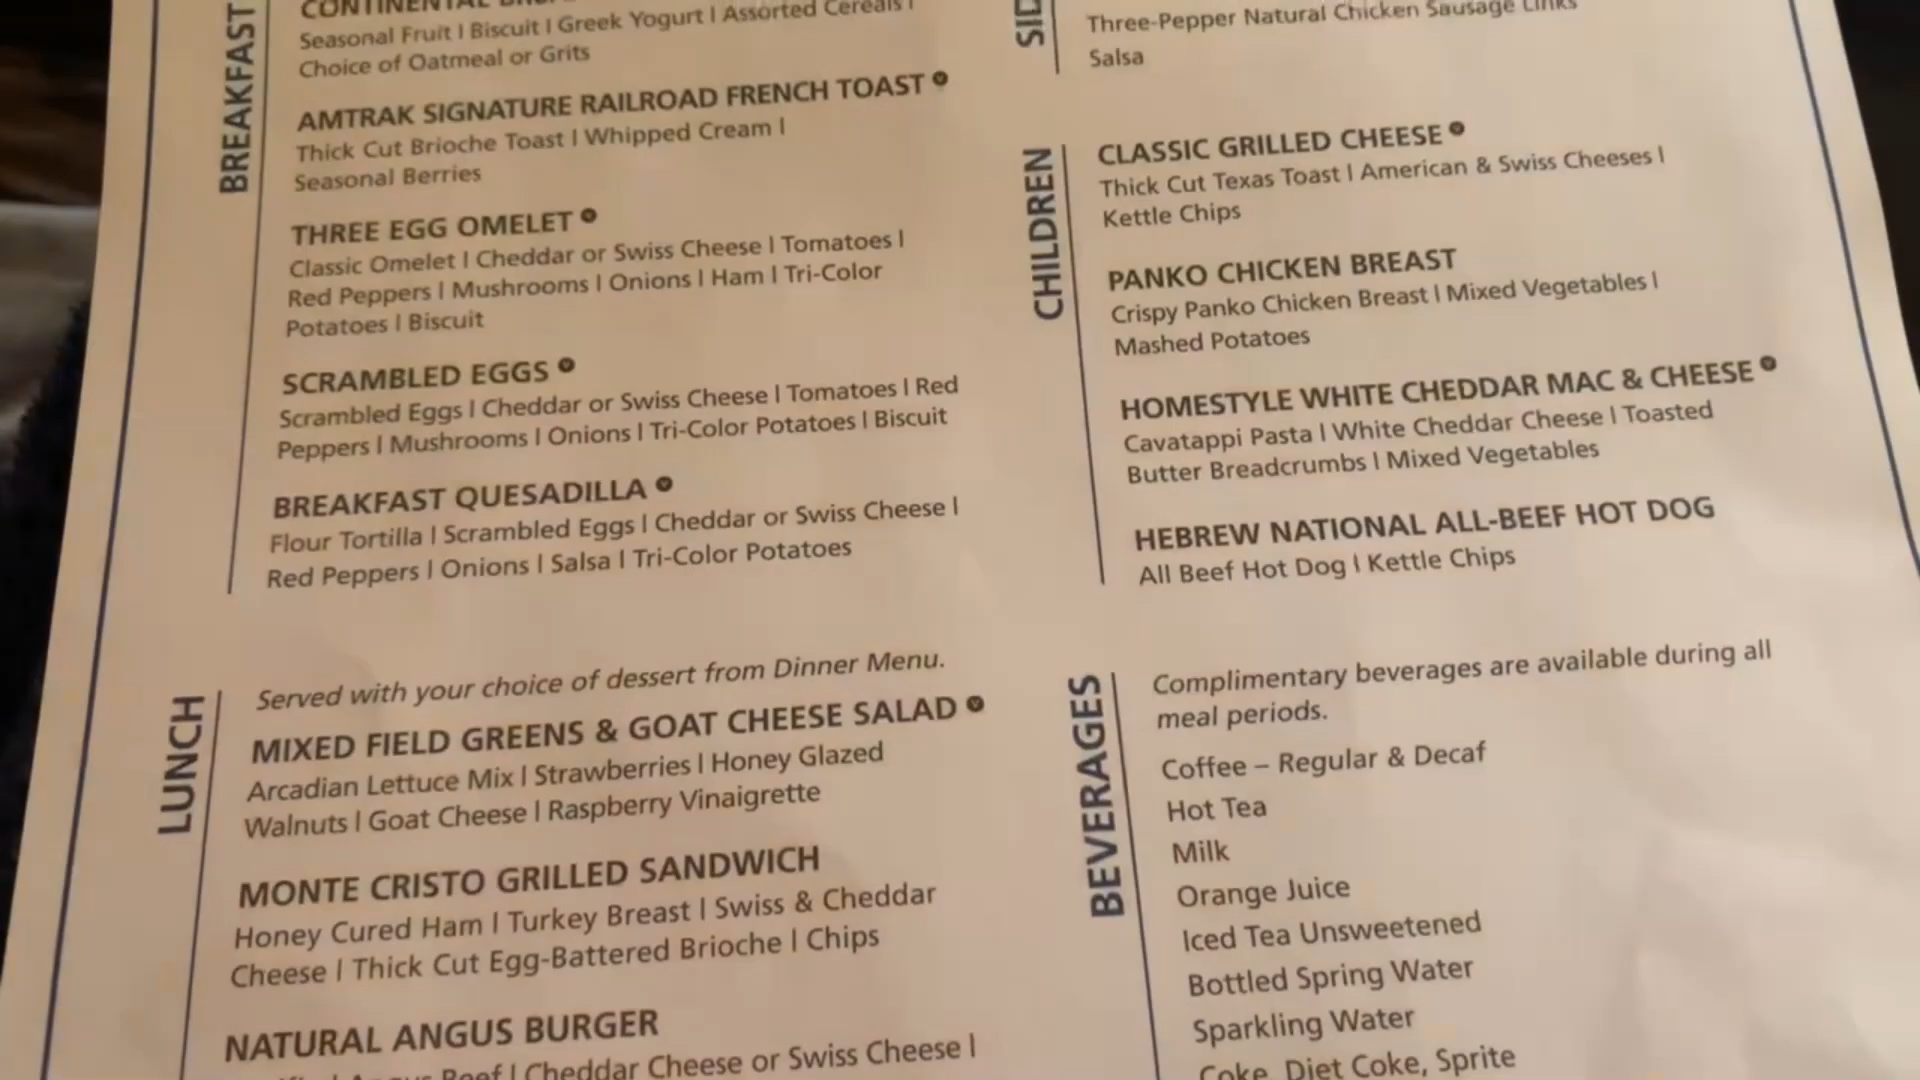 BREAKFAST
CONTINENTAL
Seasonal Fruit | Biscuit | Greek Yogurt | Assorted Cereals |
Choice of Oatmeal or Grits
AMTRAK SIGNATURE RAILROAD FRENCH TOAST
Thick Cut Brioche Toast | Whipped Cream |
Seasonal Berries
THREE EGG OMELET
Classic Omelet | Cheddar or Swiss Cheese | Tomatoes |
Red Peppers | Mushrooms | Onions | Ham | Tri-Color
Potatoes | Biscuit
SCRAMBLED EGGS
Scrambled Eggs | Cheddar or Swiss Cheese | Tomatoes | Red
Peppers | Mushrooms | Onions | Tri-Color Potatoes | Biscuit
BREAKFAST QUESADILLA
Flour Tortilla | Scrambled Eggs | Cheddar or Swiss Cheese |
Red Peppers | Onions | Salsa | Tri-Color Potatoes
LUNCH
Served with your choice of dessert from Dinner Menu.
MIXED FIELD GREENS & GOAT CHEESE SALAD
Arcadian Lettuce Mix | Strawberries | Honey Glazed
Walnuts | Goat Cheese | Raspberry Vinaigrette
MONTE CRISTO GRILLED SANDWICH
Honey Cured Ham | Turkey Breast | Swiss & Cheddar
Cheese | Thick Cut Egg-Battered Brioche | Chips
NATURAL ANGUS BURGER
Angus Beef | Cheddar Cheese or Swiss Cheese |
SID
Three-Pepper Natural Chicken Sausage Links
Salsa
CHILDREN
CLASSIC GRILLED CHEESE
Thick Cut Texas Toast | American & Swiss Cheeses |
Kettle Chips
PANKO CHICKEN BREAST
Crispy Panko Chicken Breast | Mixed Vegetables |
Mashed Potatoes
HOMESTYLE WHITE CHEDDAR MAC & CHEESE
Cavatappi Pasta | White Cheddar Cheese | Toasted
Butter Breadcrumbs | Mixed Vegetables
HEBREW NATIONAL ALL-BEEF HOT DOG
All Beef Hot Dog | Kettle Chips
BEVERAGES
Complimentary beverages are available during all
meal periods.
Coffee – Regular & Decaf
Hot Tea
Milk
Orange Juice
Iced Tea Unsweetened
Bottled Spring Water
Sparkling Water
Coke, Diet Coke, Sprite